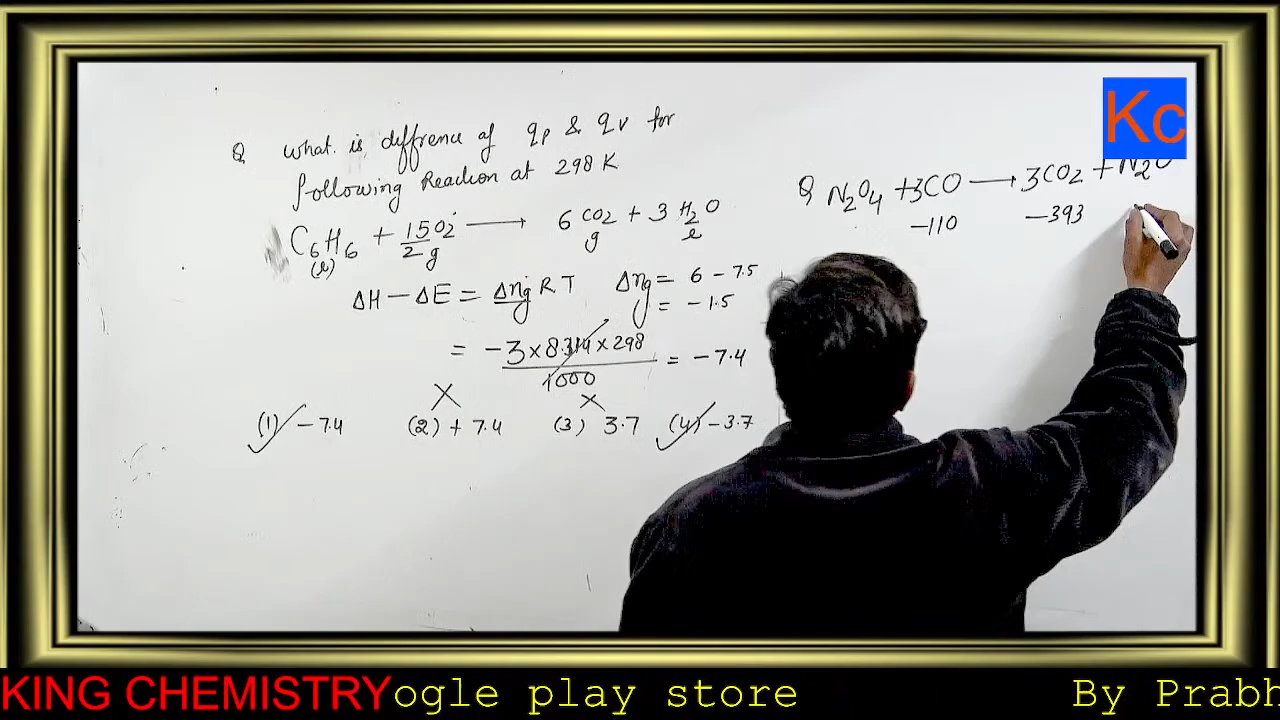 Kc
Q what is diffrence of qp & qv for
following Reaction at 298 K
C6H6 + 15/2 O2 → 6 CO2 + 3 H2O
(l) g g l
ΔH − ΔE = Δng RT Δng = 6 − 7.5
= −1.5
= −3 × 8.314 × 298 / 1000 = −7.4
(1) −7.4 (2) +7.4 (3) 3.7 (4) −3.7
Q N2O4 + 3CO → 3CO2 + N2O
−110 −393
KING CHEMISTRY ogle play store By Prabh